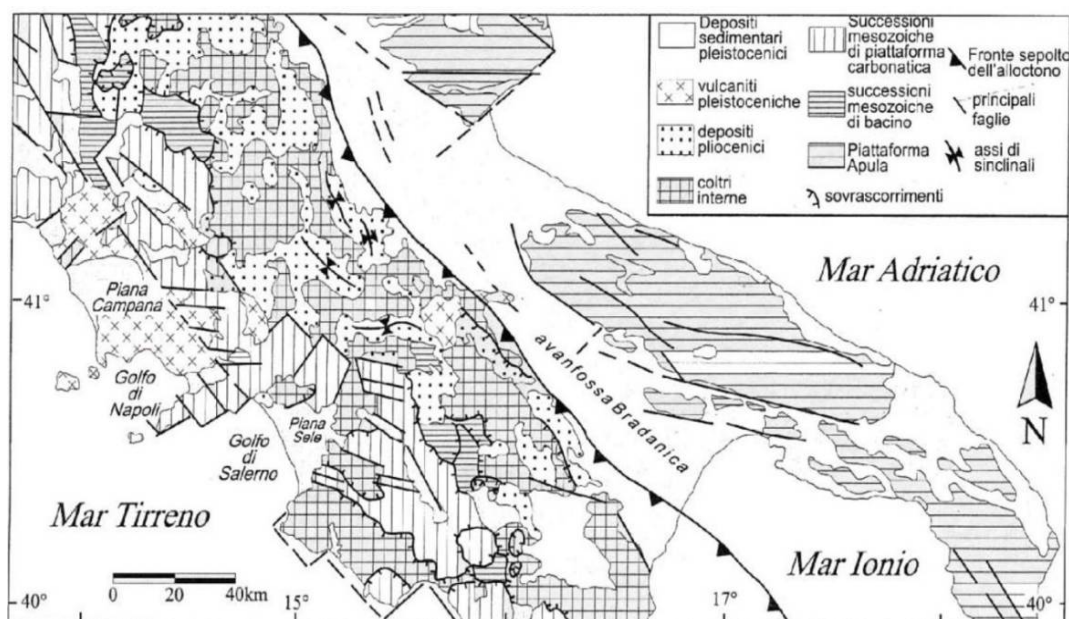 Depositi
sedimentari
pleistocenici
vulcaniti
pleistoceniche
depositi
pliocenici
coltri
interne
Successioni
mesozoiche
di piattaforma
carbonatica
successioni
mesozoiche
di bacino
Piattaforma
Apula
sovrascorrimenti
Fronte sepolto
dell'alloctono
principali
faglie
assi di
sinclinali
Mar Adriatico
41°
41°
Piana
Campana
Golfo
di
Napoli
Golfo
di
Salerno
Piana
Sele
avanfossa Bradanica
N
Mar Tirreno
Mar Ionio
0 20 40km
40°
15°
17°
40°